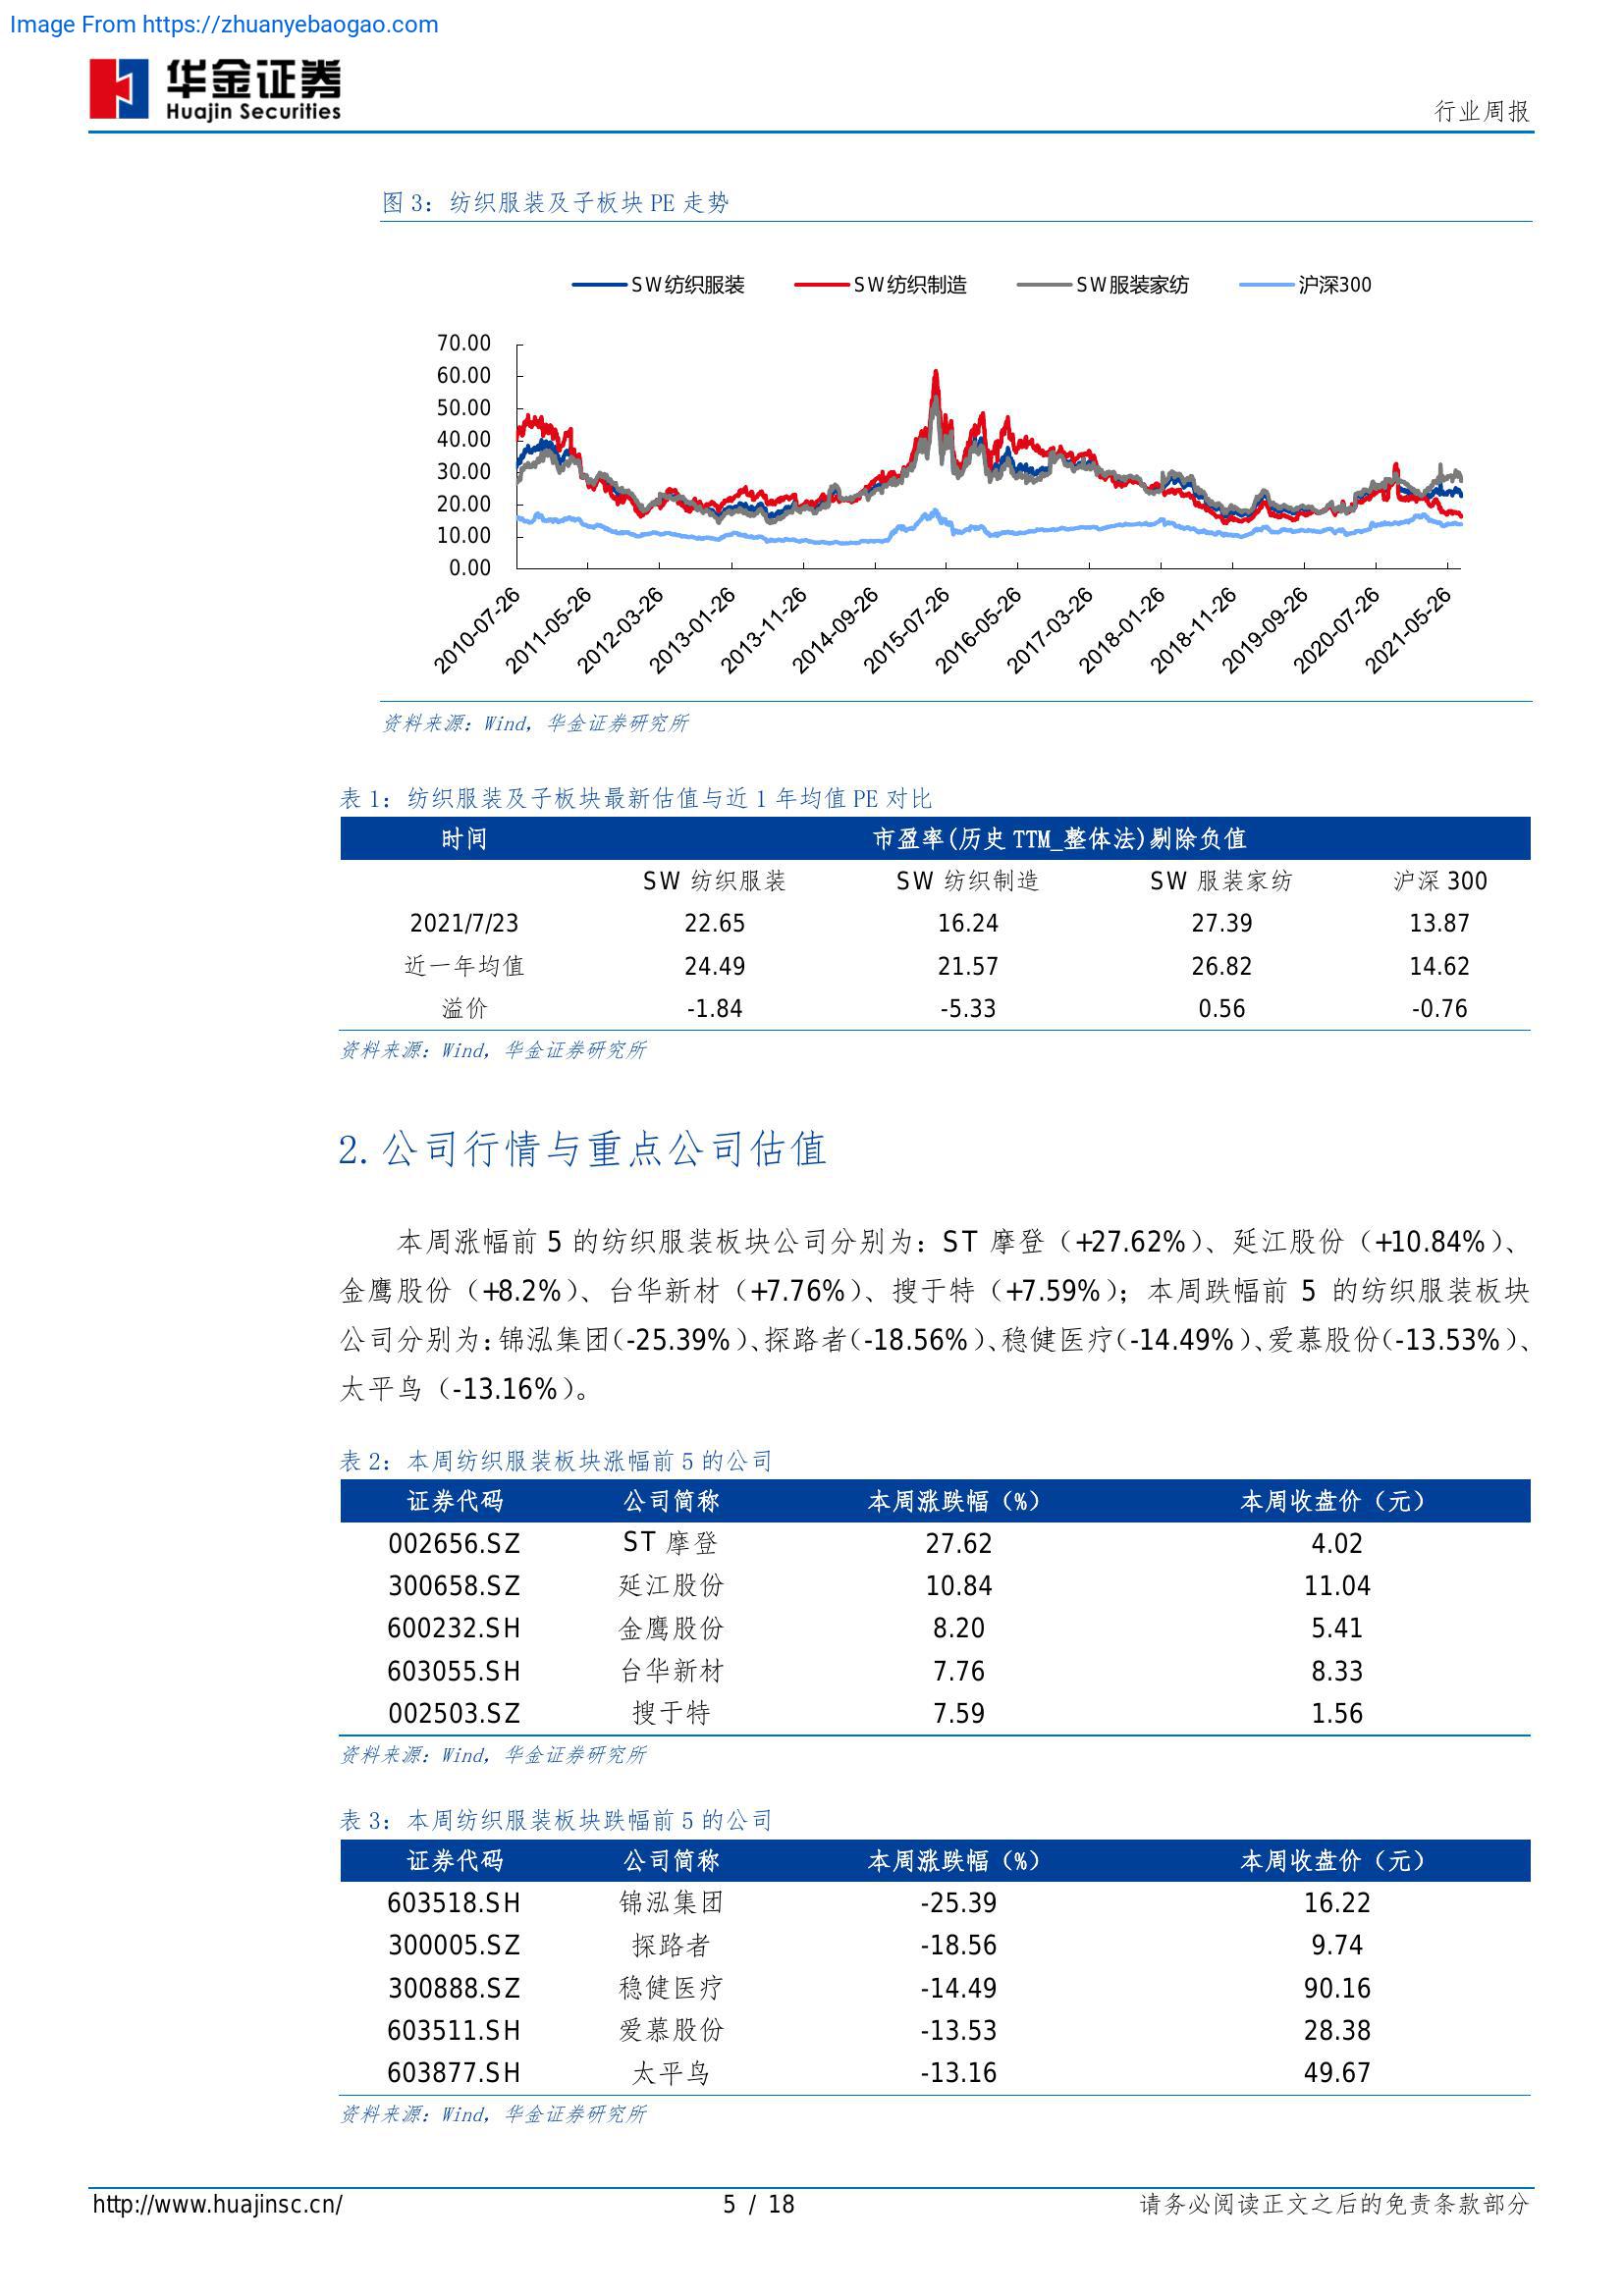 Image From https://zhuanyebaogao.com
华金证券
Huajin Securities
行业周报
图 3：纺织服装及子板块 PE 走势
SW纺织服装 SW纺织制造 SW服装家纺 沪深300
70.00
60.00
50.00
40.00
30.00
20.00
10.00
0.00
2010-07-26 2011-05-26 2012-03-26 2013-01-26 2013-11-26 2014-09-26 2015-07-26 2016-05-26 2017-03-26 2018-01-26 2018-11-26 2019-09-26 2020-07-26 2021-05-26
资料来源：Wind，华金证券研究所
表 1：纺织服装及子板块最新估值与近 1 年均值 PE 对比
时间 市盈率(历史 TTM_整体法)剔除负值
SW 纺织服装 SW 纺织制造 SW 服装家纺 沪深 300
2021/7/23 22.65 16.24 27.39 13.87
近一年均值 24.49 21.57 26.82 14.62
溢价 -1.84 -5.33 0.56 -0.76
资料来源：Wind，华金证券研究所
2. 公司行情与重点公司估值
本周涨幅前 5 的纺织服装板块公司分别为：ST 摩登（+27.62%）、延江股份（+10.84%）、
金鹰股份（+8.2%）、台华新材（+7.76%）、搜于特（+7.59%）；本周跌幅前 5 的纺织服装板块
公司分别为：锦泓集团（-25.39%）、探路者（-18.56%）、稳健医疗（-14.49%）、爱慕股份（-13.53%）、
太平鸟（-13.16%）。
表 2：本周纺织服装板块涨幅前 5 的公司
证券代码 公司简称 本周涨跌幅（%） 本周收盘价（元）
002656.SZ ST 摩登 27.62 4.02
300658.SZ 延江股份 10.84 11.04
600232.SH 金鹰股份 8.20 5.41
603055.SH 台华新材 7.76 8.33
002503.SZ 搜于特 7.59 1.56
资料来源：Wind，华金证券研究所
表 3：本周纺织服装板块跌幅前 5 的公司
证券代码 公司简称 本周涨跌幅（%） 本周收盘价（元）
603518.SH 锦泓集团 -25.39 16.22
300005.SZ 探路者 -18.56 9.74
300888.SZ 稳健医疗 -14.49 90.16
603511.SH 爱慕股份 -13.53 28.38
603877.SH 太平鸟 -13.16 49.67
资料来源：Wind，华金证券研究所
http://www.huajinsc.cn/ 5 / 18 请务必阅读正文之后的免责条款部分